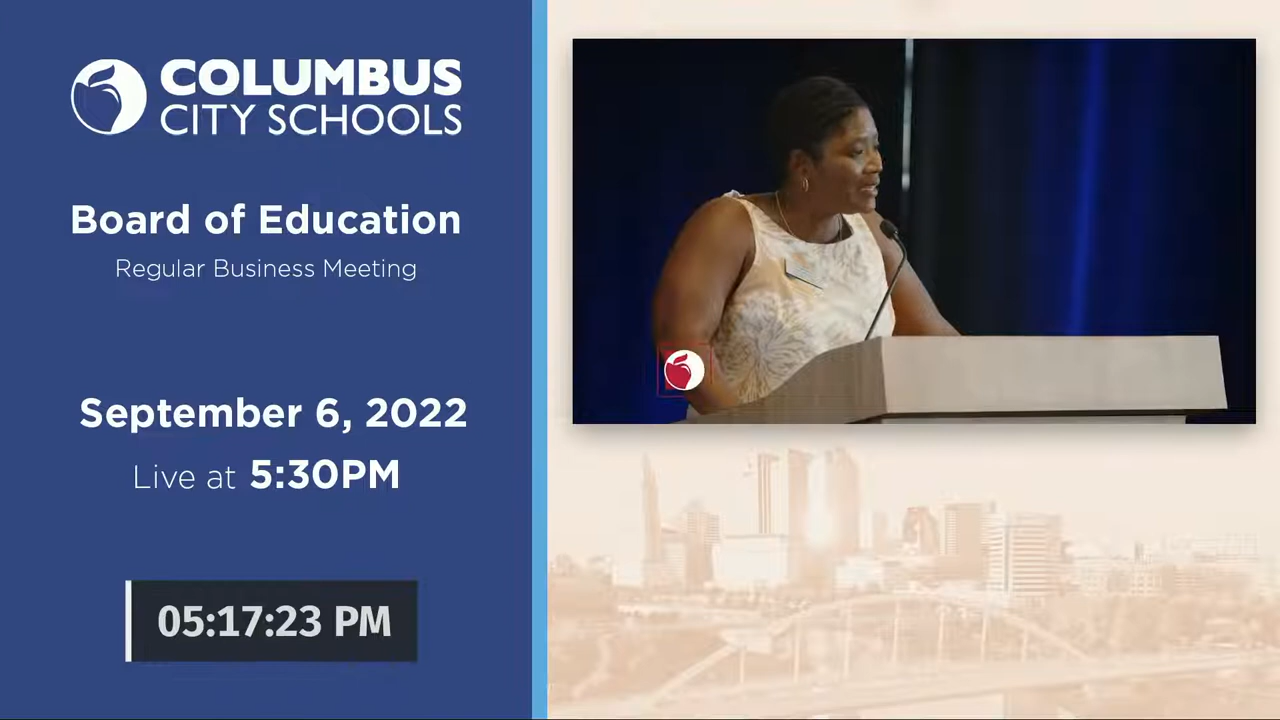 COLUMBUS
CITY SCHOOLS
Board of Education
Regular Business Meeting
September 6, 2022
Live at 5:30PM
05:17:23 PM